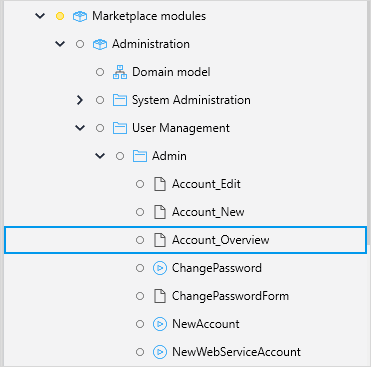 Marketplace modules
Administration
Domain model
System Administration
User Management
Admin
Account_Edit
Account_New
Account_Overview
ChangePassword
ChangePasswordForm
NewAccount
NewWebServiceAccount